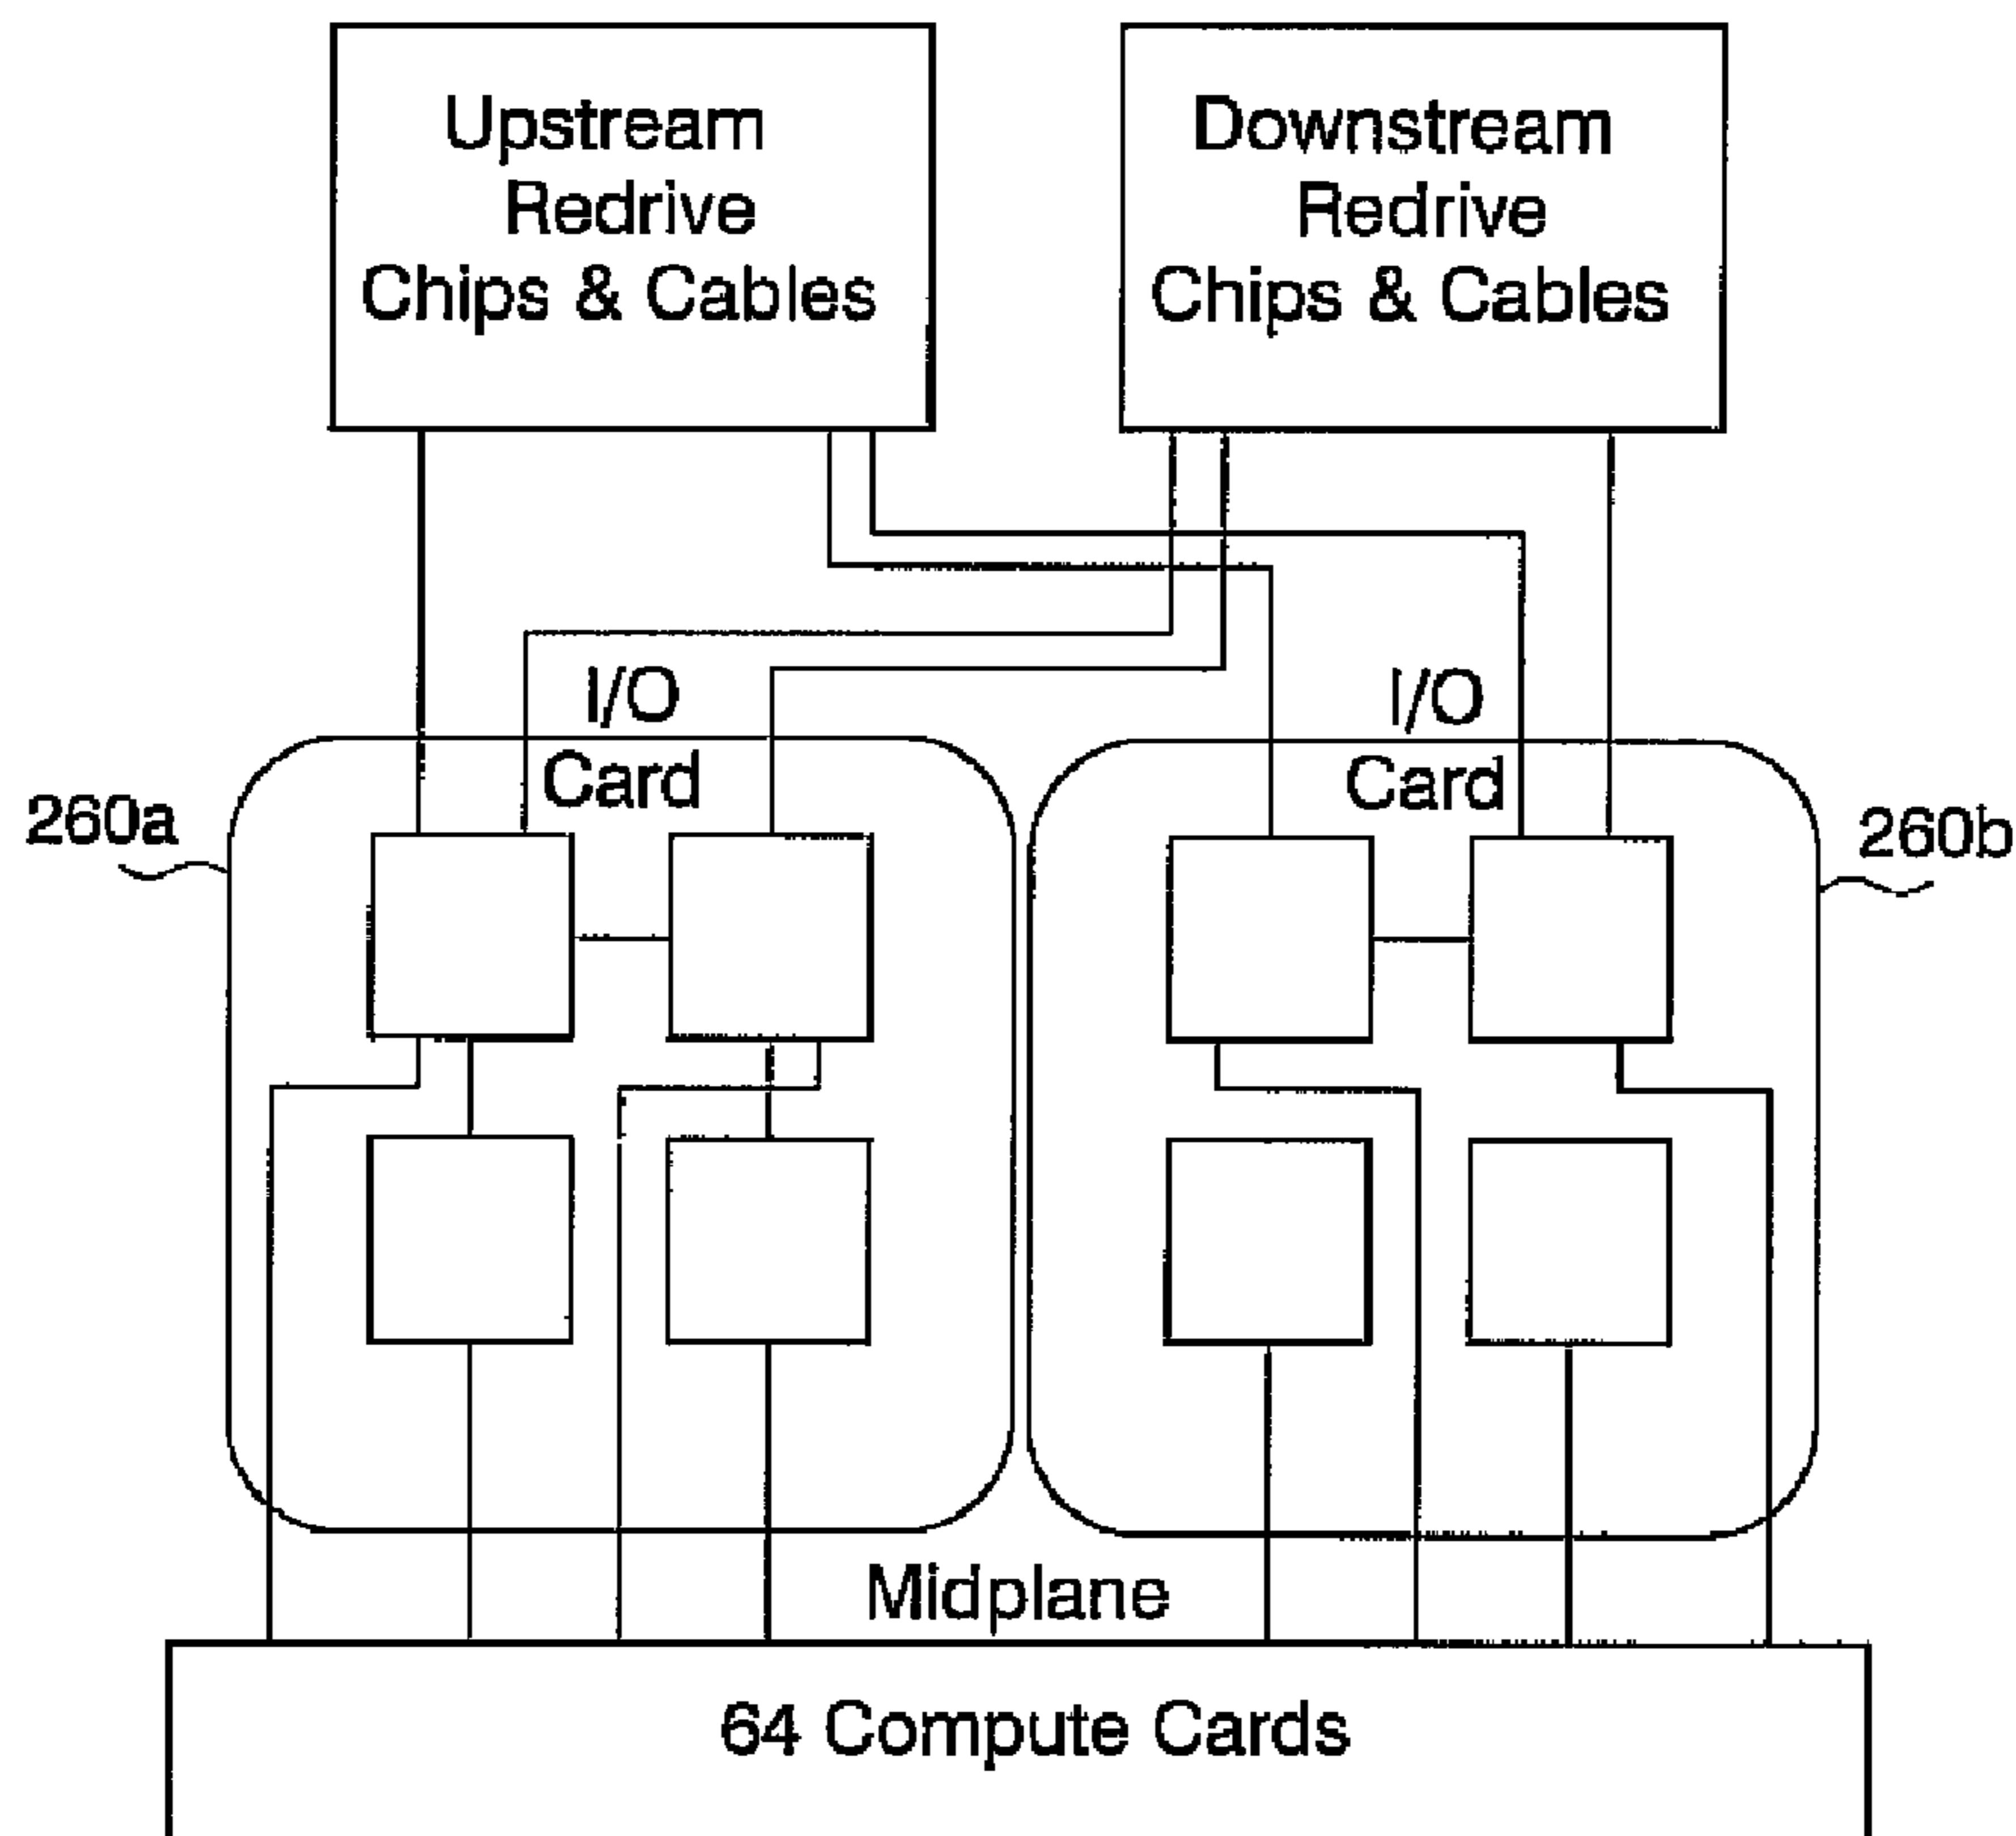 Upstream
Redrive
Chips & Cables
Downstream
Redrive
Chips & Cables
I/O
Card
I/O
Card
260a
260b
Midplane
64 Compute Cards